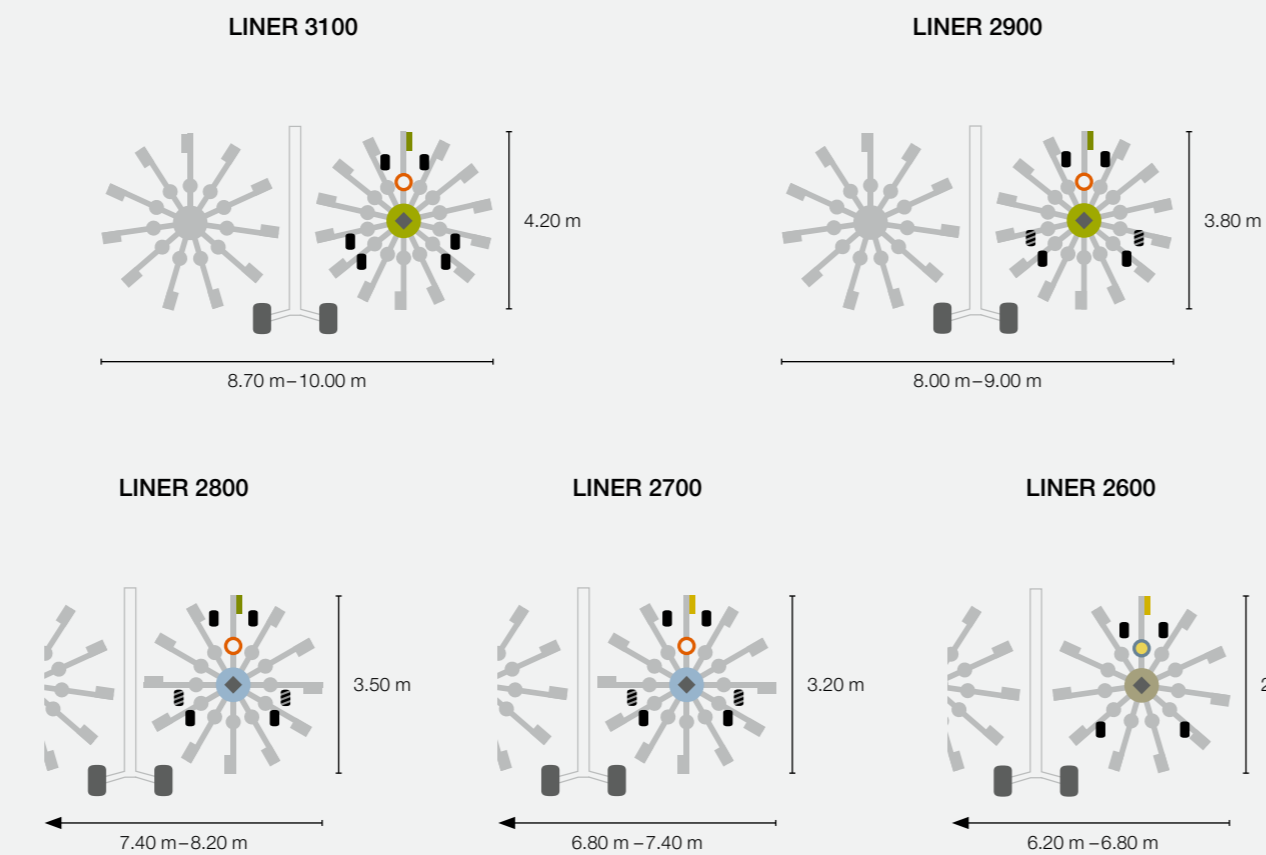 LINER 3100
LINER 2900
4.20 m
3.80 m
8.70 m–10.00 m
8.00 m–9.00 m
LINER 2800
LINER 2700
LINER 2600
3.50 m
3.20 m
7.40 m–8.20 m
6.80 m–7.40 m
6.20 m–6.80 m